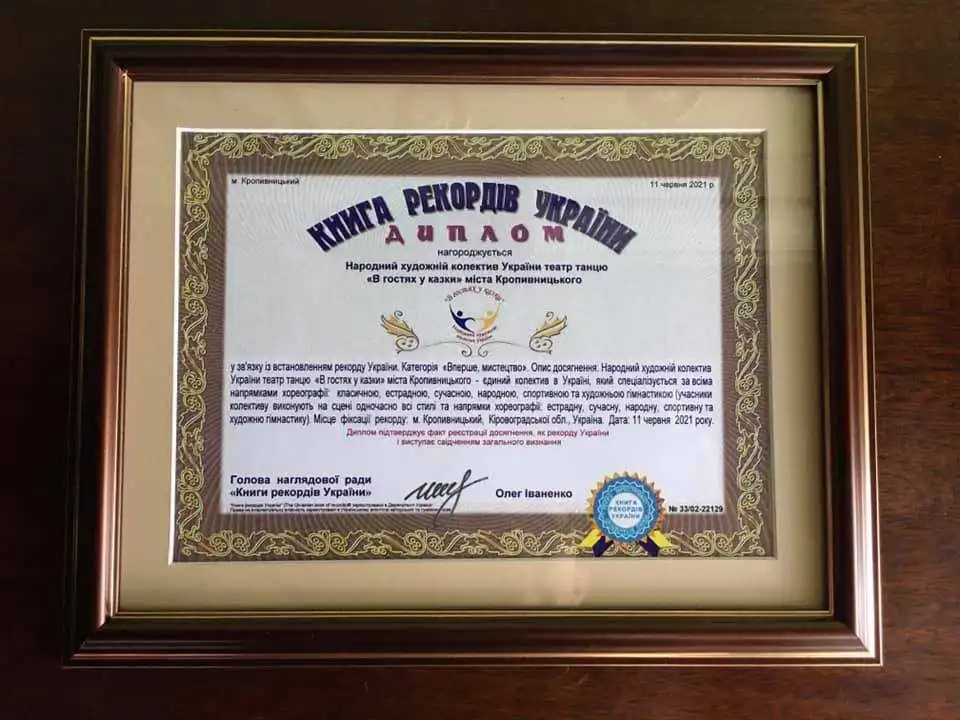 м. Кропивницький
11 червня 2021 р.
КНИГА РЕКОРДІВ УКРАЇНИ
ДИПЛОМ
нагороджується
Народний художній колектив України театр танцю
«В гостях у казки» міста Кропивницького
"В гостях у казки"
у зв'язку із встановленням рекорду України. Категорія «Вперше, мистецтво». Опис досягнення: Народний художній колектив
України театр танцю «В гостях у казки» міста Кропивницького - єдиний колектив в Україні, який спеціалізується за всіма
напрямками хореографії: класичною, естрадною, сучасною, народною, спортивною та художньою гімнастикою (учасники
колективу виконують на сцені одночасно всі стилі та напрямки хореографії: естрадну, сучасну, народну, спортивну та
художню гімнастику). Місце фіксації рекорду: м. Кропивницький, Кіровоградської обл., Україна. Дата: 11 червня 2021 року.
Диплом підтверджує факт реєстрації досягнення, як рекорду України
і виступає свідченням загального визнання
Голова наглядової ради
«Книги рекордів України»
Олег Іваненко
КНИГА
РЕКОРДІВ
УКРАЇНИ
№ 33/02-22129